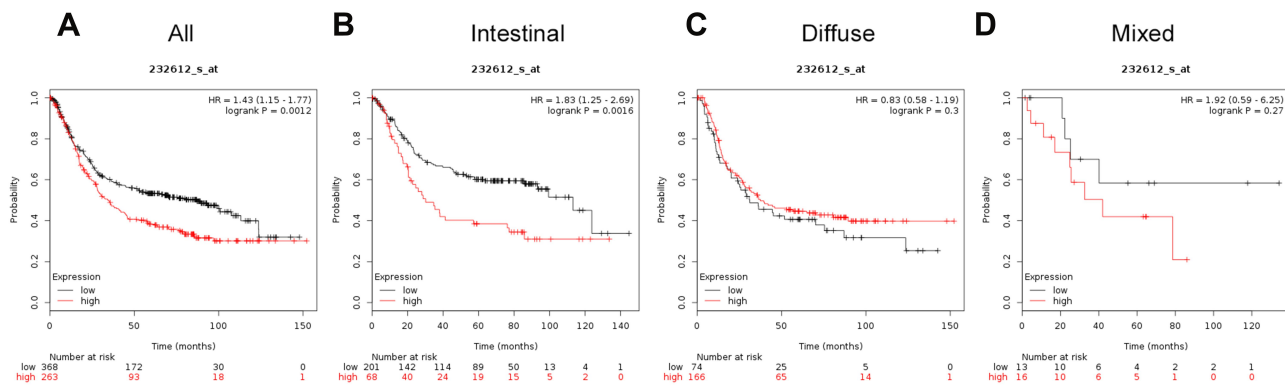 A All
232612_s_at
HR = 1.43 (1.15 - 1.77)
logrank P = 0.0012
Probability
1.0
0.8
0.6
0.4
0.2
0.0
Expression
low
high
0 50 100 150
Time (months)
Number at risk
low 368 172 30 0
high 263 93 18 1
B Intestinal
232612_s_at
HR = 1.83 (1.25 - 2.69)
logrank P = 0.0016
Probability
1.0
0.8
0.6
0.4
0.2
0.0
Expression
low
high
0 20 40 60 80 100 120 140
Time (months)
Number at risk
low 201 142 114 89 50 13 4 1
high 68 40 24 19 15 5 2 0
C Diffuse
232612_s_at
HR = 0.83 (0.58 - 1.19)
logrank P = 0.3
Probability
1.0
0.8
0.6
0.4
0.2
0.0
Expression
low
high
0 50 100 150
Time (months)
Number at risk
low 74 25 5 0
high 166 65 14 1
D Mixed
232612_s_at
HR = 1.92 (0.59 - 6.25)
logrank P = 0.27
Probability
1.0
0.8
0.6
0.4
0.2
0.0
Expression
low
high
0 20 40 60 80 100 120
Time (months)
Number at risk
low 13 10 6 4 2 2 1
high 16 10 6 5 1 0 0